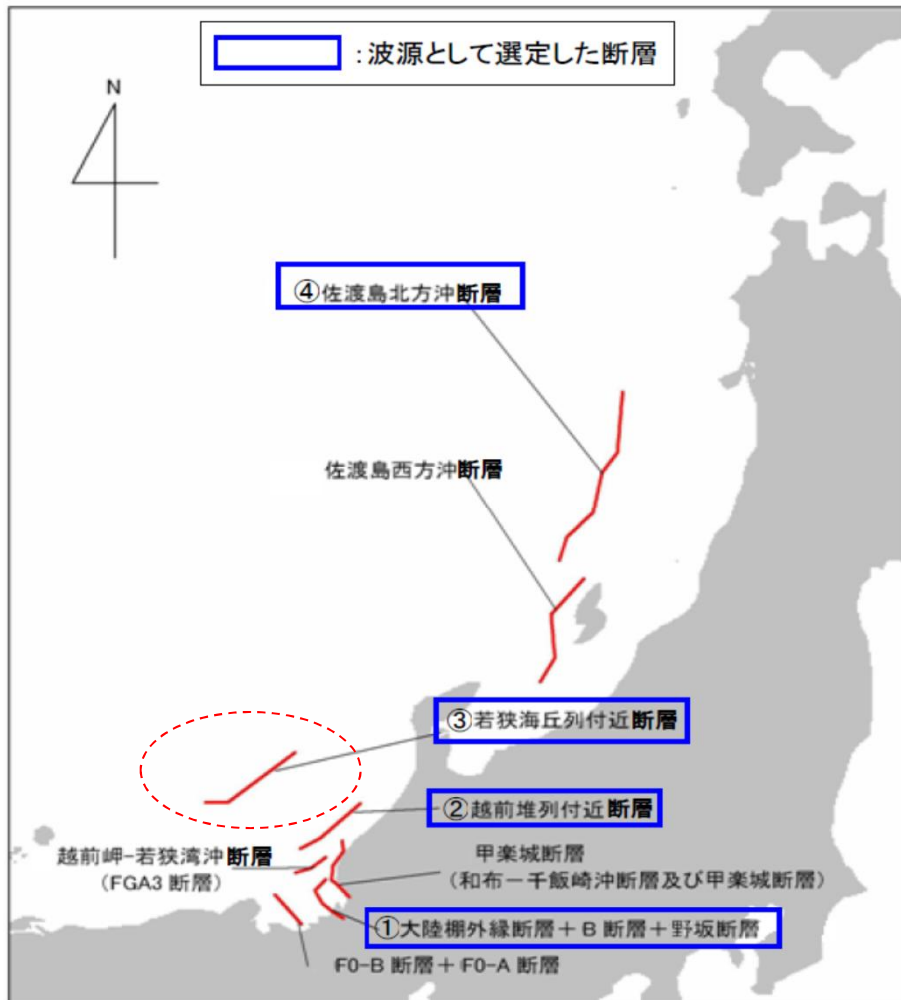 ：波源として選定した断層
N
④佐渡島北方沖断層
佐渡島西方沖断層
③若狭海丘列付近断層
②越前堆列付近断層
越前岬−若狭湾沖断層
（FGA3 断層）
甲楽城断層
（和布−干飯崎沖断層及び甲楽城断層）
①大陸棚外縁断層＋B 断層＋野坂断層
F0-B 断層＋F0-A 断層